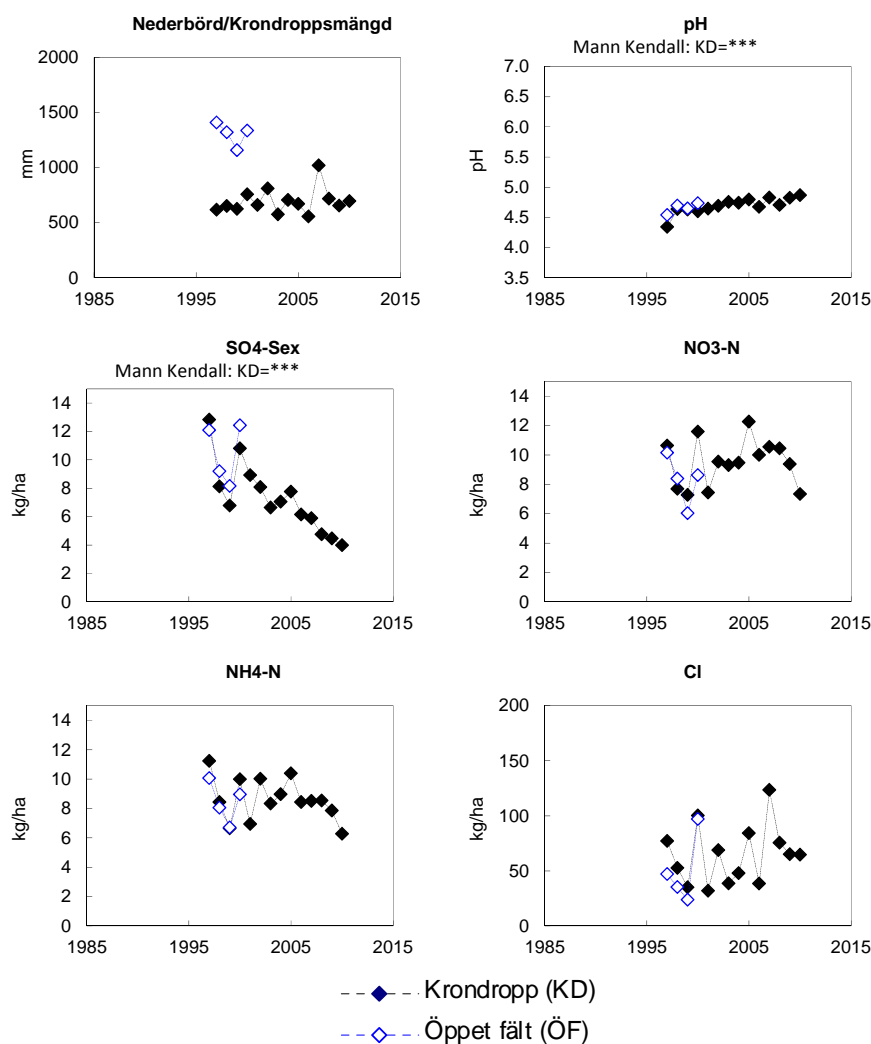 Nederbörd/Krondroppsmängd
2000
1500
1000
500
0
mm
1985 1995 2005 2015
pH
Mann Kendall: KD=***
7.0
6.5
6.0
5.5
5.0
4.5
4.0
3.5
pH
1985 1995 2005 2015
SO4-Sex
Mann Kendall: KD=***
14
12
10
8
6
4
2
0
kg/ha
1985 1995 2005 2015
NO3-N
14
12
10
8
6
4
2
0
kg/ha
1985 1995 2005 2015
NH4-N
14
12
10
8
6
4
2
0
kg/ha
1985 1995 2005 2015
Cl
200
150
100
50
0
kg/ha
1985 1995 2005 2015
Krondropp (KD)
Öppet fält (ÖF)